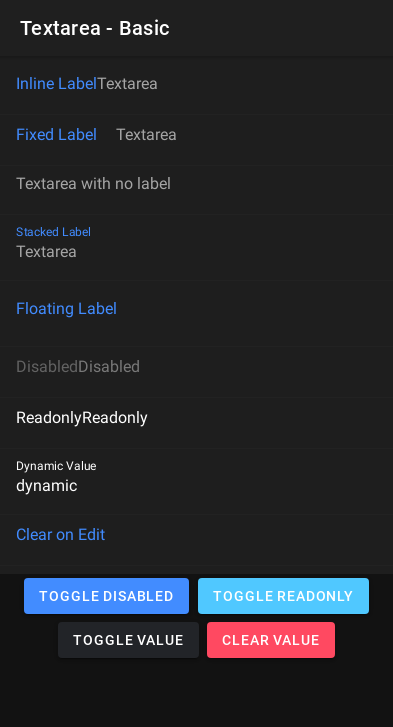 Textarea - Basic
Inline LabelTextarea
Fixed Label Textarea
Textarea with no label
Stacked Label
Textarea
Floating Label
DisabledDisabled
ReadonlyReadonly
Dynamic Value
dynamic
Clear on Edit
TOGGLE DISABLED TOGGLE READONLY
TOGGLE VALUE CLEAR VALUE